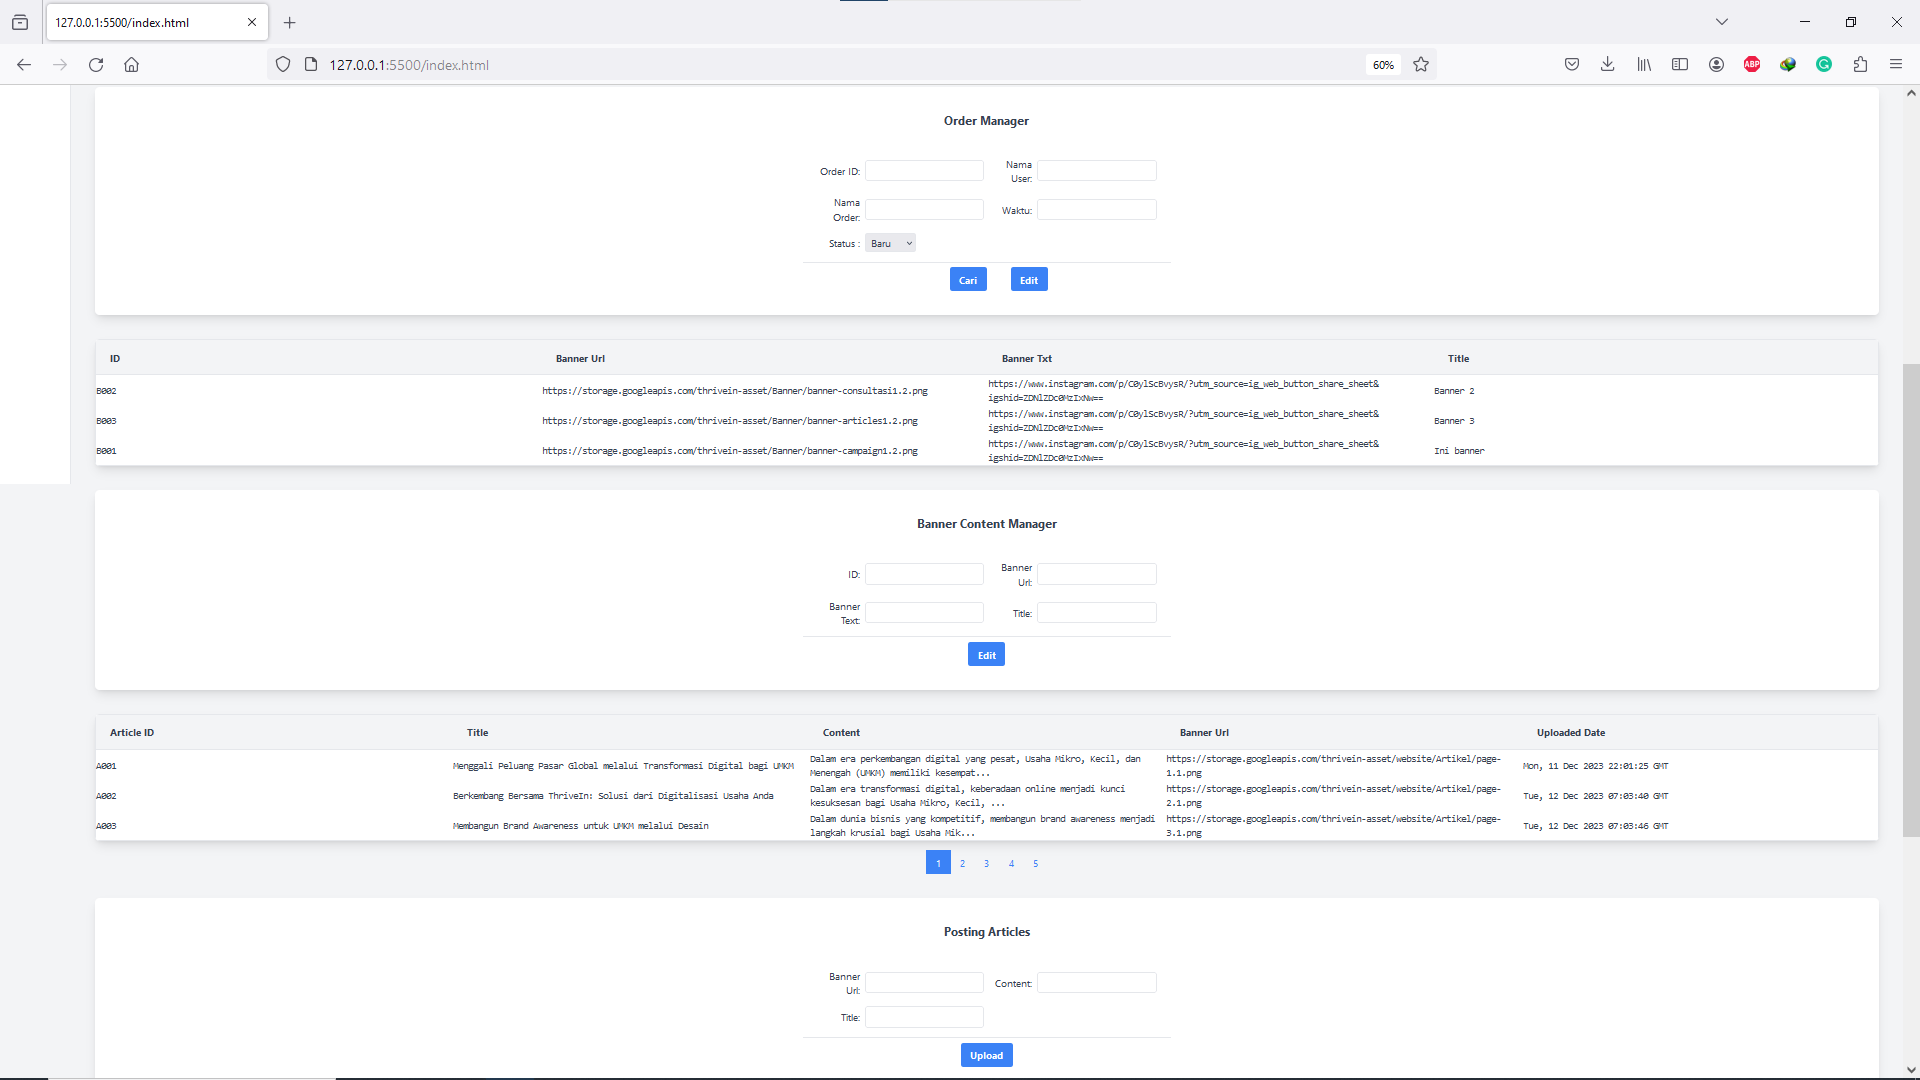 127.0.0.1:5500/index.html
127.0.0.1:5500/index.html
60%
ABP
Order Manager
Order ID:
Nama User:
Nama Order:
Waktu:
Status :
Baru
Cari
Edit
ID Banner Url Banner Txt Title
B002 https://storage.googleapis.com/thrivein-asset/Banner/banner-consultasi1.2.png https://www.instagram.com/p/C0ylScBvysR/?utm_source=ig_web_button_share_sheet&
igshid=ZDNlZDc0MzIxNw== Banner 2
B003 https://storage.googleapis.com/thrivein-asset/Banner/banner-articles1.2.png https://www.instagram.com/p/C0ylScBvysR/?utm_source=ig_web_button_share_sheet&
igshid=ZDNlZDc0MzIxNw== Banner 3
B001 https://storage.googleapis.com/thrivein-asset/Banner/banner-campaign1.2.png https://www.instagram.com/p/C0ylScBvysR/?utm_source=ig_web_button_share_sheet&
igshid=ZDNlZDc0MzIxNw== Ini banner
Banner Content Manager
ID:
Banner Url:
Banner Text:
Title:
Edit
Article ID Title Content Banner Url Uploaded Date
A001 Menggali Peluang Pasar Global melalui Transformasi Digital bagi UMKM Dalam era perkembangan digital yang pesat, Usaha Mikro, Kecil, dan
Menengah (UMKM) memiliki kesempat... https://storage.googleapis.com/thrivein-asset/website/Artikel/page-
1.1.png Mon, 11 Dec 2023 22:01:25 GMT
A002 Berkembang Bersama ThriveIn: Solusi dari Digitalisasi Usaha Anda Dalam era transformasi digital, keberadaan online menjadi kunci
kesuksesan bagi Usaha Mikro, Kecil, ... https://storage.googleapis.com/thrivein-asset/website/Artikel/page-
2.1.png Tue, 12 Dec 2023 07:03:40 GMT
A003 Membangun Brand Awareness untuk UMKM melalui Desain Dalam dunia bisnis yang kompetitif, membangun brand awareness menjadi
langkah krusial bagi Usaha Mik... https://storage.googleapis.com/thrivein-asset/website/Artikel/page-
3.1.png Tue, 12 Dec 2023 07:03:46 GMT
1 2 3 4 5
Posting Articles
Banner Url:
Content:
Title:
Upload